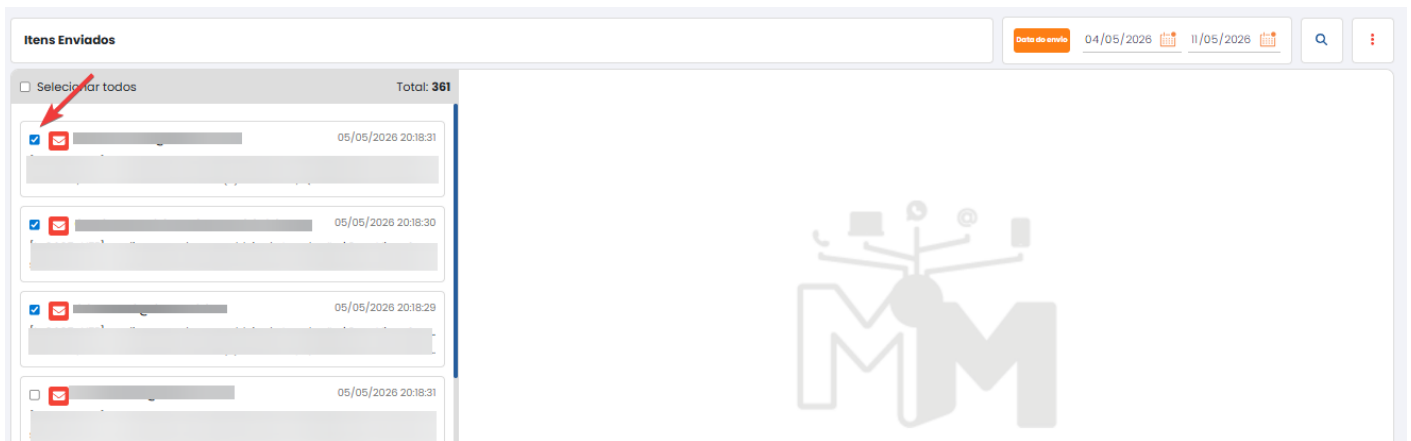 Itens Enviados
Data do envio 04/05/2026 11/05/2026
Selecionar todos Total: 361
05/05/2026 20:18:31
05/05/2026 20:18:30
05/05/2026 20:18:29
05/05/2026 20:18:31
MM